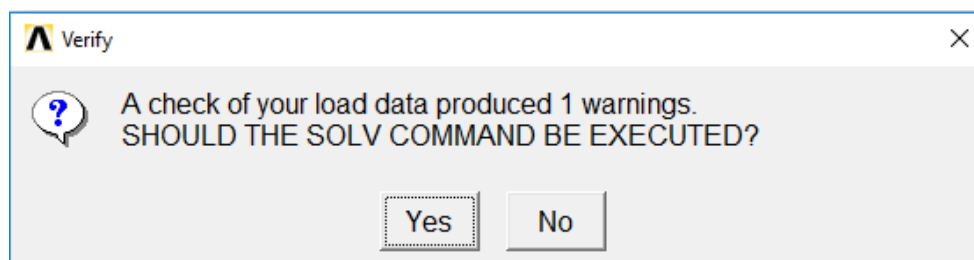 Verify
A check of your load data produced 1 warnings.
SHOULD THE SOLV COMMAND BE EXECUTED?
Yes No